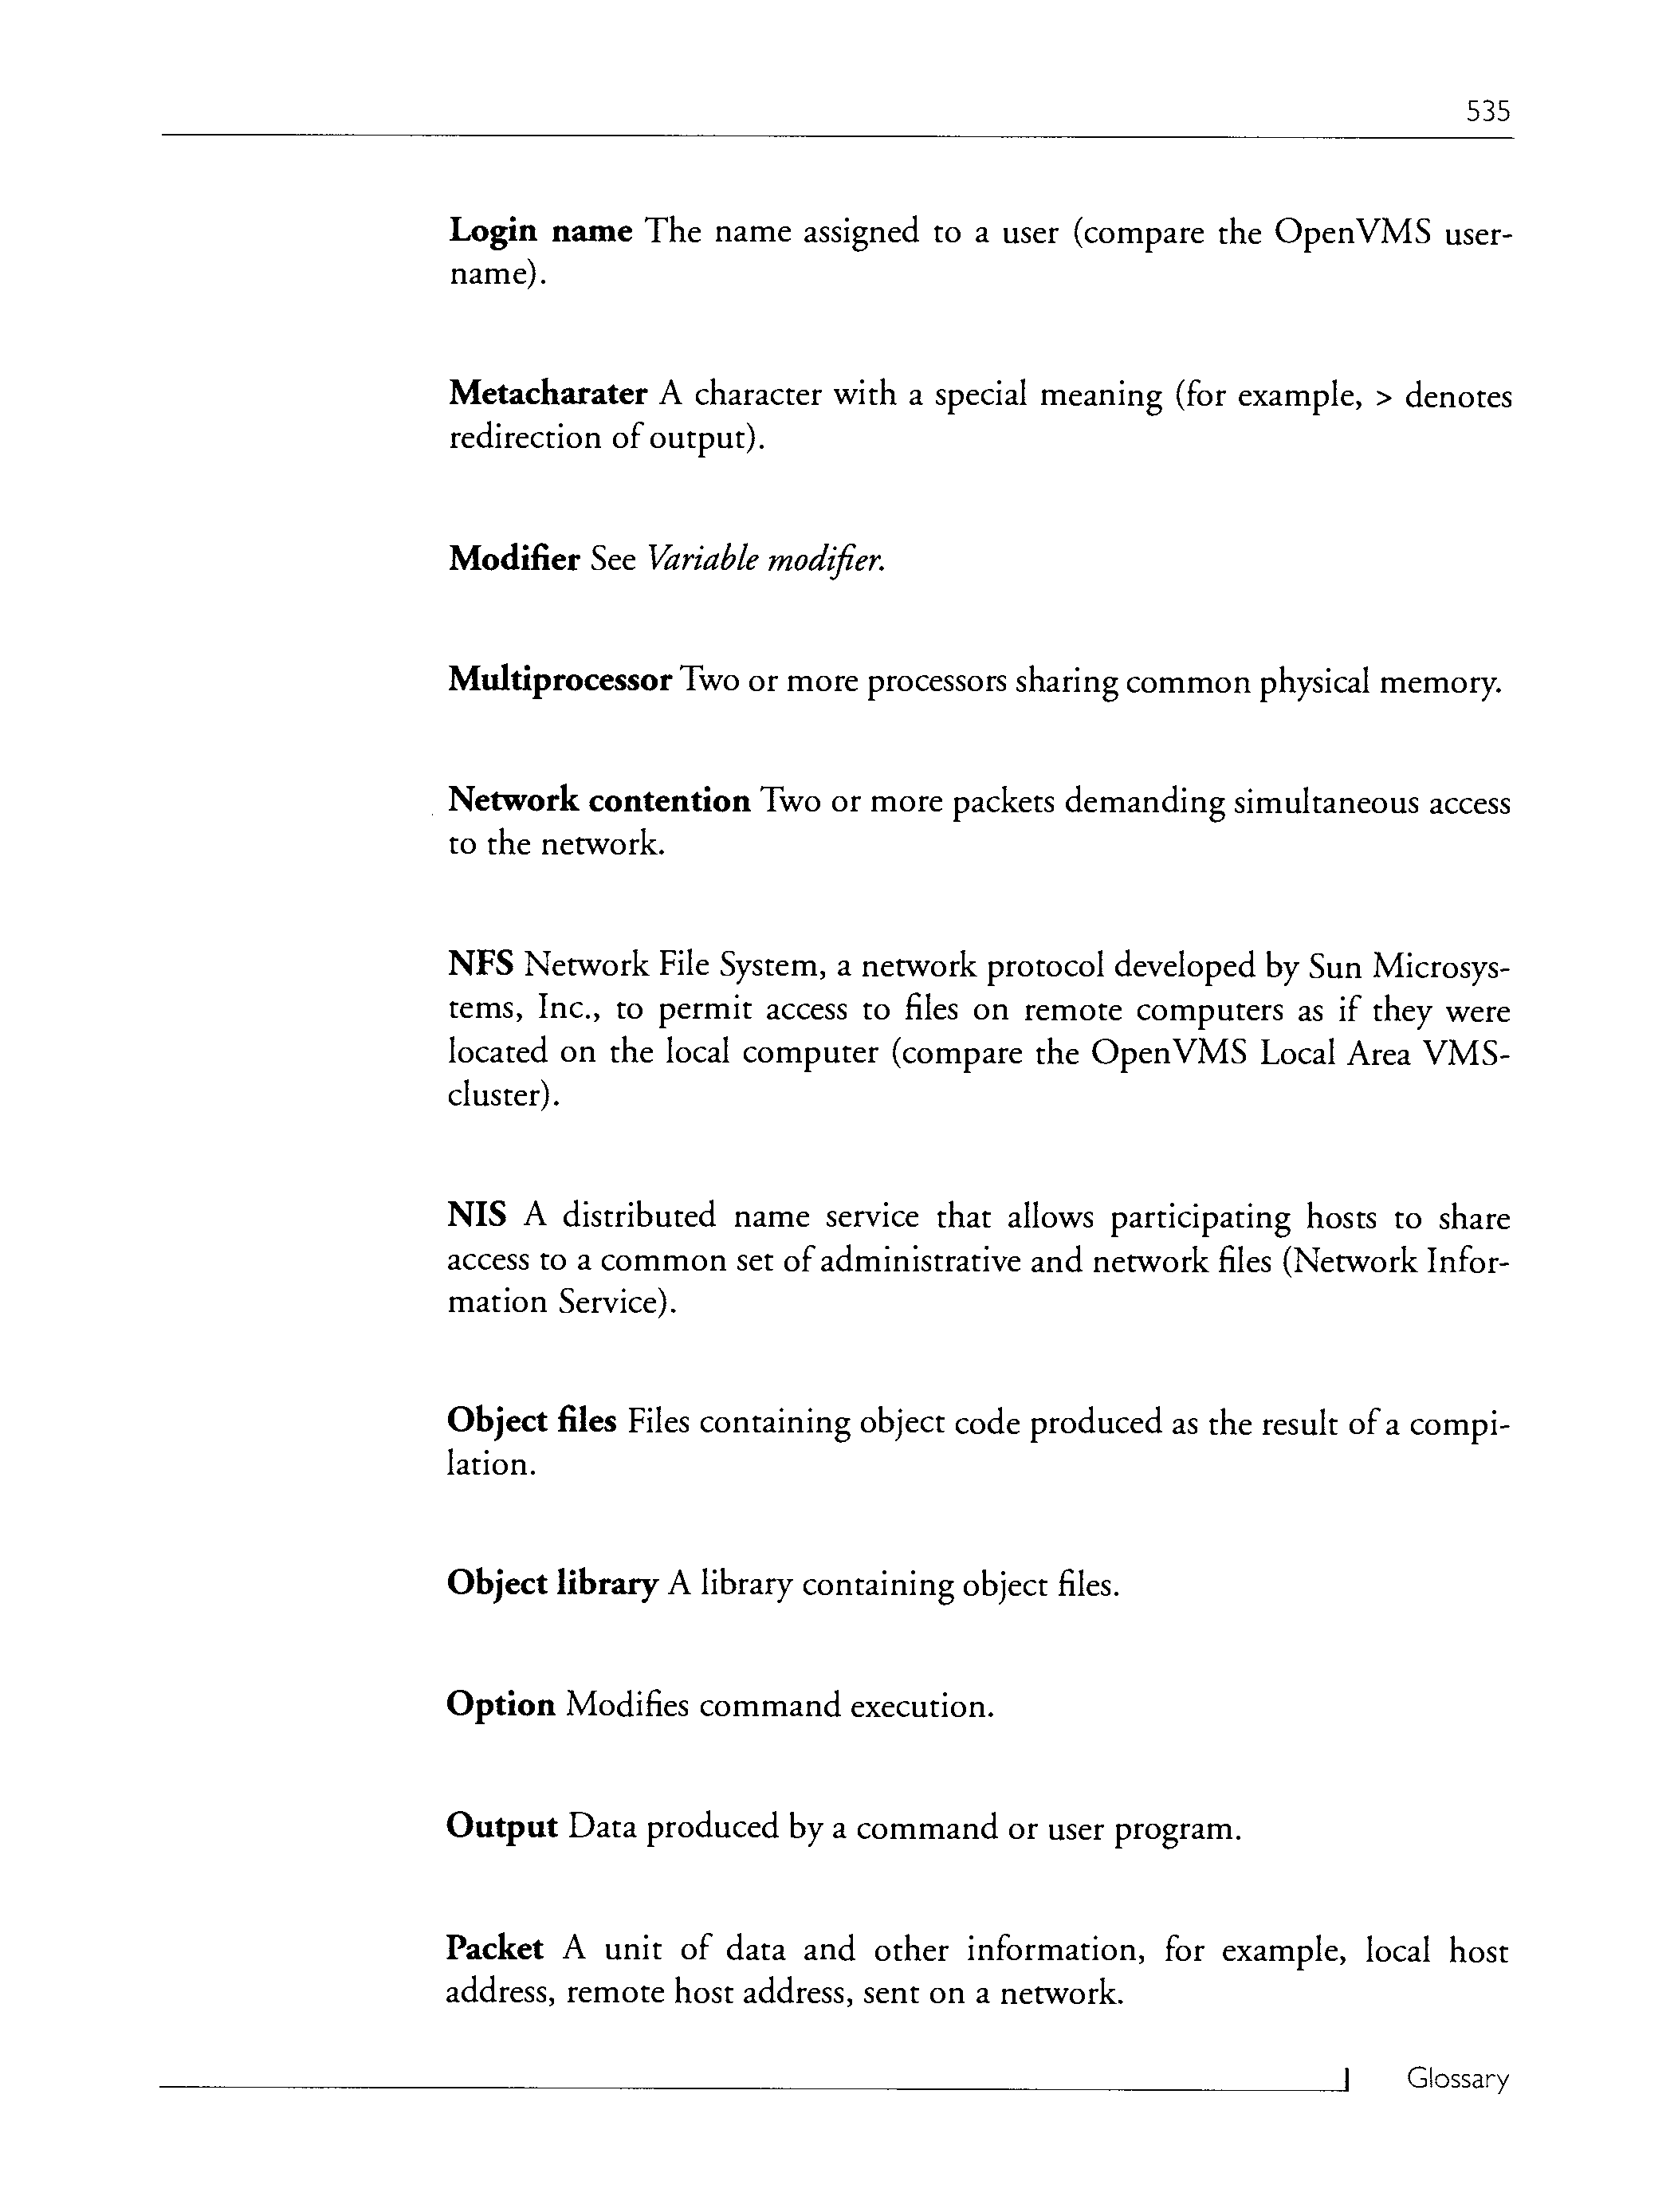 535
Login name The name assigned to a user (compare the OpenVMS user-
name).
Metacharater A character with a special meaning (for example, > denotes
redirection of output).
Modifier See Variable modifier.
Multiprocessor Two or more processors sharing common physical memory.
Network contention Two or more packets demanding simultaneous access
to the network.
NFS Network File System, a network protocol developed by Sun Microsys-
tems, Inc., to permit access to files on remote computers as if they were
located on the local computer (compare the OpenVMS Local Area VMS-
cluster).
NIS A distributed name service that allows participating hosts to share
access to a common set of administrative and network files (Network Infor-
mation Service).
Object files Files containing object code produced as the result of a compi-
lation.
Object library A library containing object files.
Option Modifies command execution.
Output Data produced by a command or user program.
Packet A unit of data and other information, for example, local host
address, remote host address, sent on a network.
Glossary